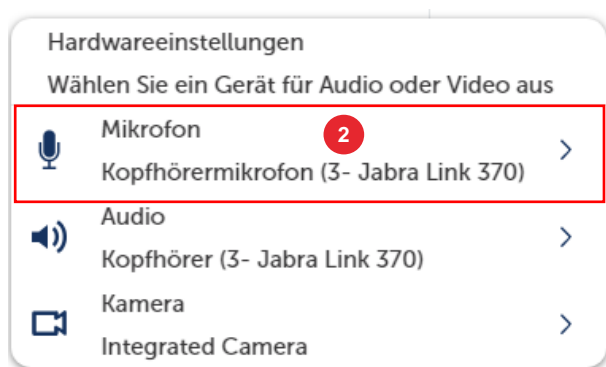 Hardwareeinstellungen
Wählen Sie ein Gerät für Audio oder Video aus
Mikrofon
2
Kopfhörermikrofon (3- Jabra Link 370)
Audio
Kopfhörer (3- Jabra Link 370)
Kamera
Integrated Camera